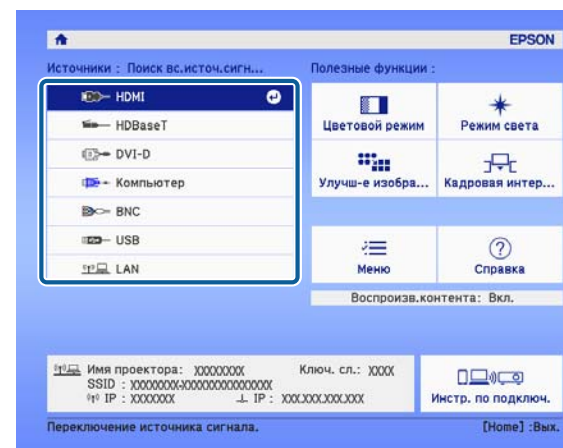 EPSON
Источники : Поиск вс.источ.сигн...
Полезные функции :
HDMI
HDBaseT
DVI-D
Компьютер
BNC
USB
LAN
Цветовой режим
Режим света
Улучш-е изобра...
Кадровая интер...
Меню
Справка
Воспроизв.контента: Вкл.
Имя проектора: XXXXXXXX Ключ. сл.: XXXX
SSID : XXXXXXXX-XXXXXXXXXXXXXXX
IP : XXXXXXX IP : XXX.XXX.XXX.XXX
Инстр. по подключ.
Переключение источника сигнала. [Home] :Вых.